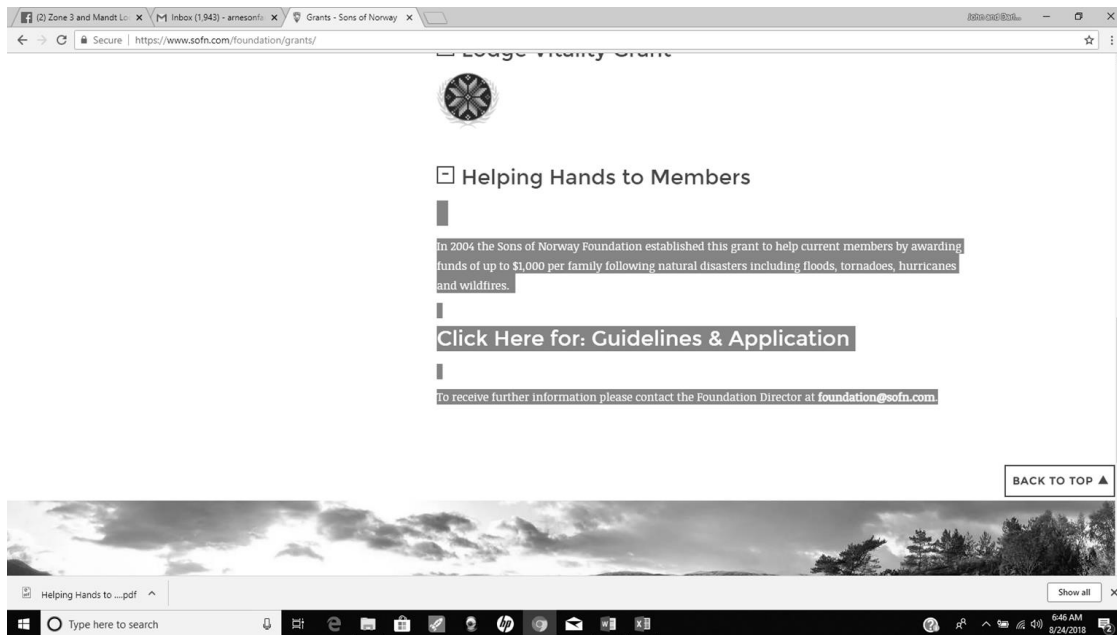 (2) Zone 3 and Mandt Lo
Inbox (1,943) - arnesonfa
Grants - Sons of Norway
Secure | https://www.sofn.com/foundation/grants/
Lodge Vitality Grant
Helping Hands to Members
In 2004 the Sons of Norway Foundation established this grant to help current members by awarding
funds of up to $1,000 per family following natural disasters including floods, tornadoes, hurricanes
and wildfires.
Click Here for: Guidelines & Application
To receive further information please contact the Foundation Director at foundation@sofn.com.
BACK TO TOP
Helping Hands to ....pdf
Show all
Type here to search
hp
6:46 AM
8/24/2018